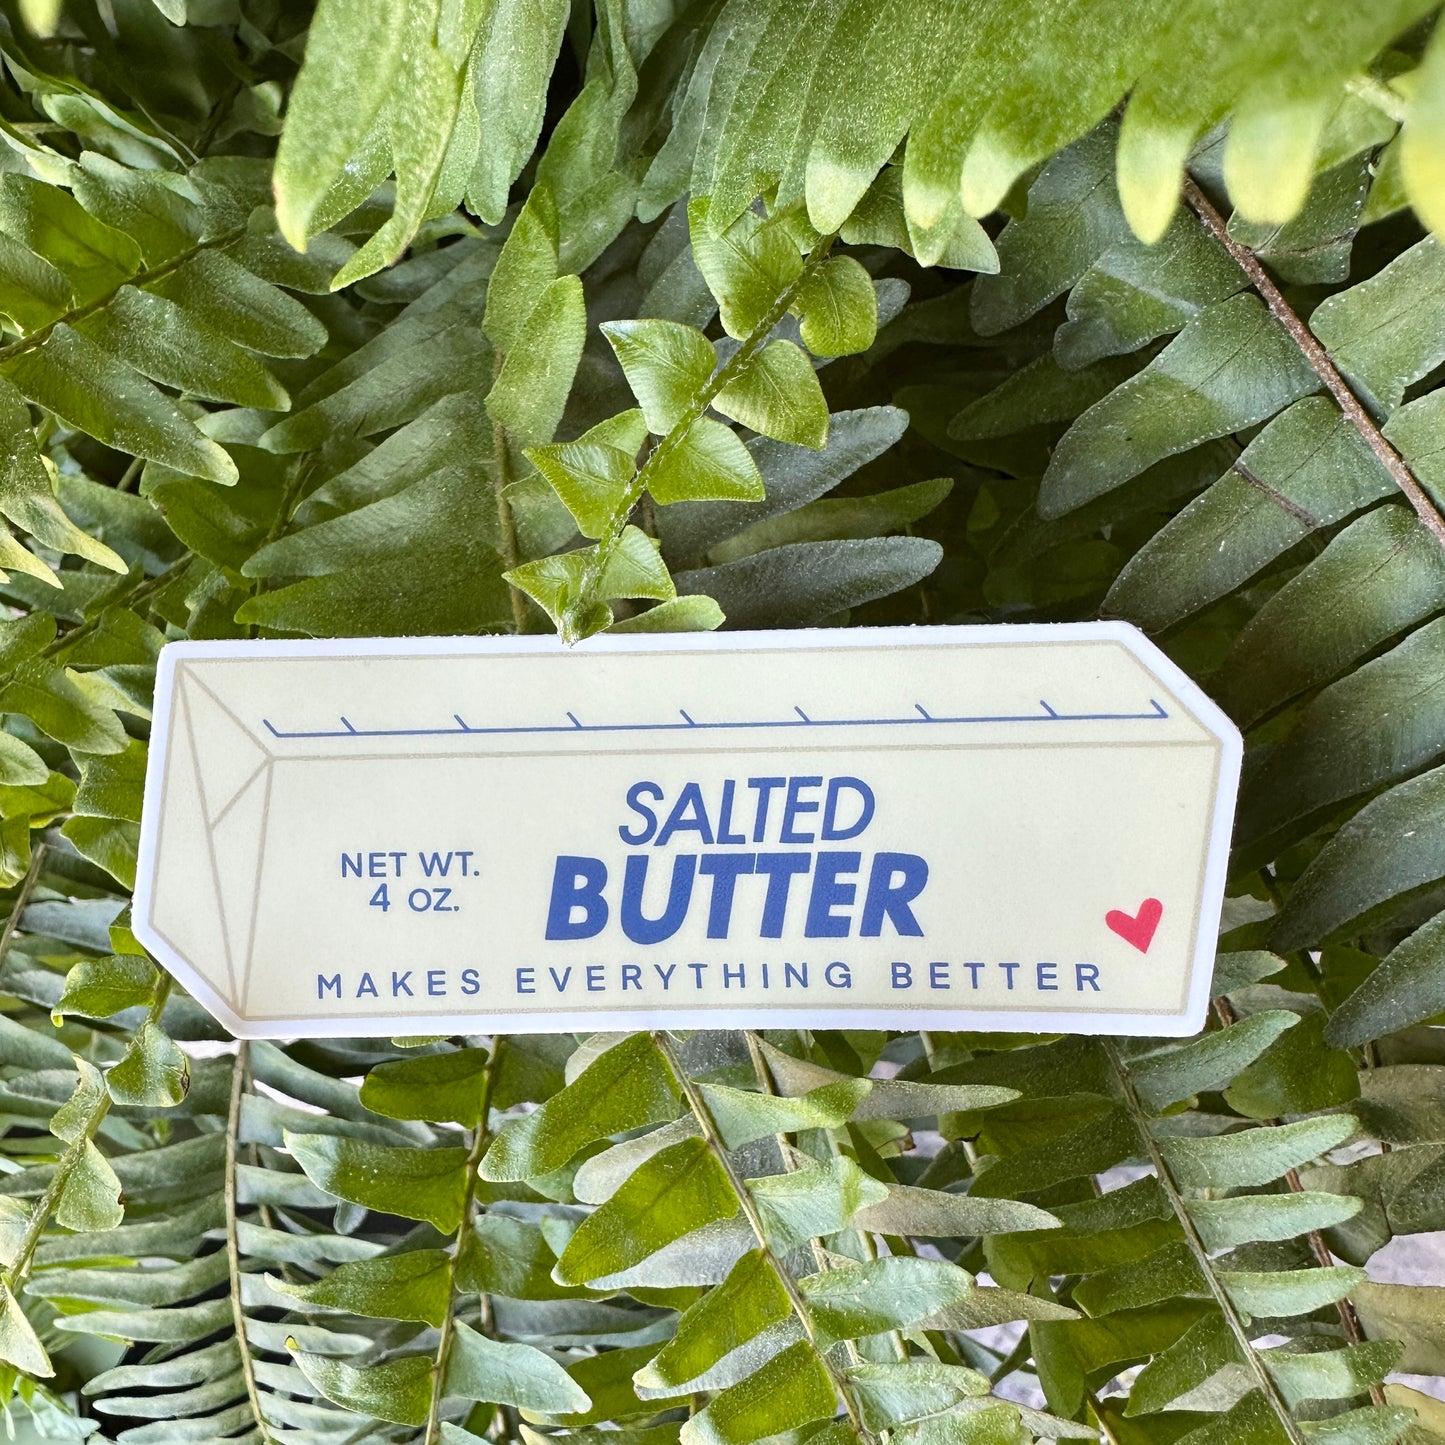 SALTED
BUTTER
NET WT.
4 OZ.
MAKES EVERYTHING BETTER